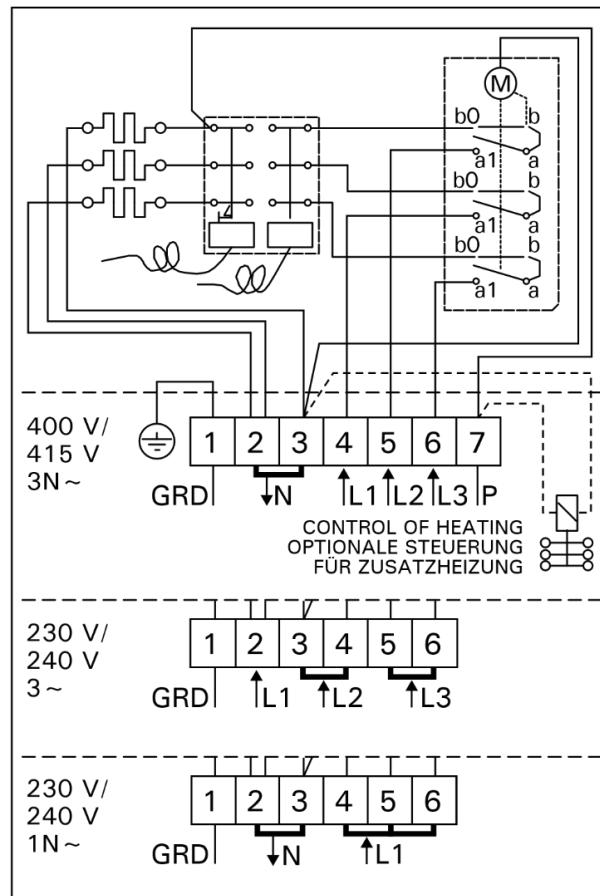 M
b0 b
a1 a
b0 b
a1 a
b0 b
a1 a
400 V/
415 V
3N~
1 2 3 4 5 6 7
GRD N L1 L2 L3 P
CONTROL OF HEATING
OPTIONALE STEUERUNG
FÜR ZUSATZHEIZUNG
230 V/
240 V
3~
1 2 3 4 5 6
GRD L1 L2 L3
230 V/
240 V
1N~
1 2 3 4 5 6
GRD N L1